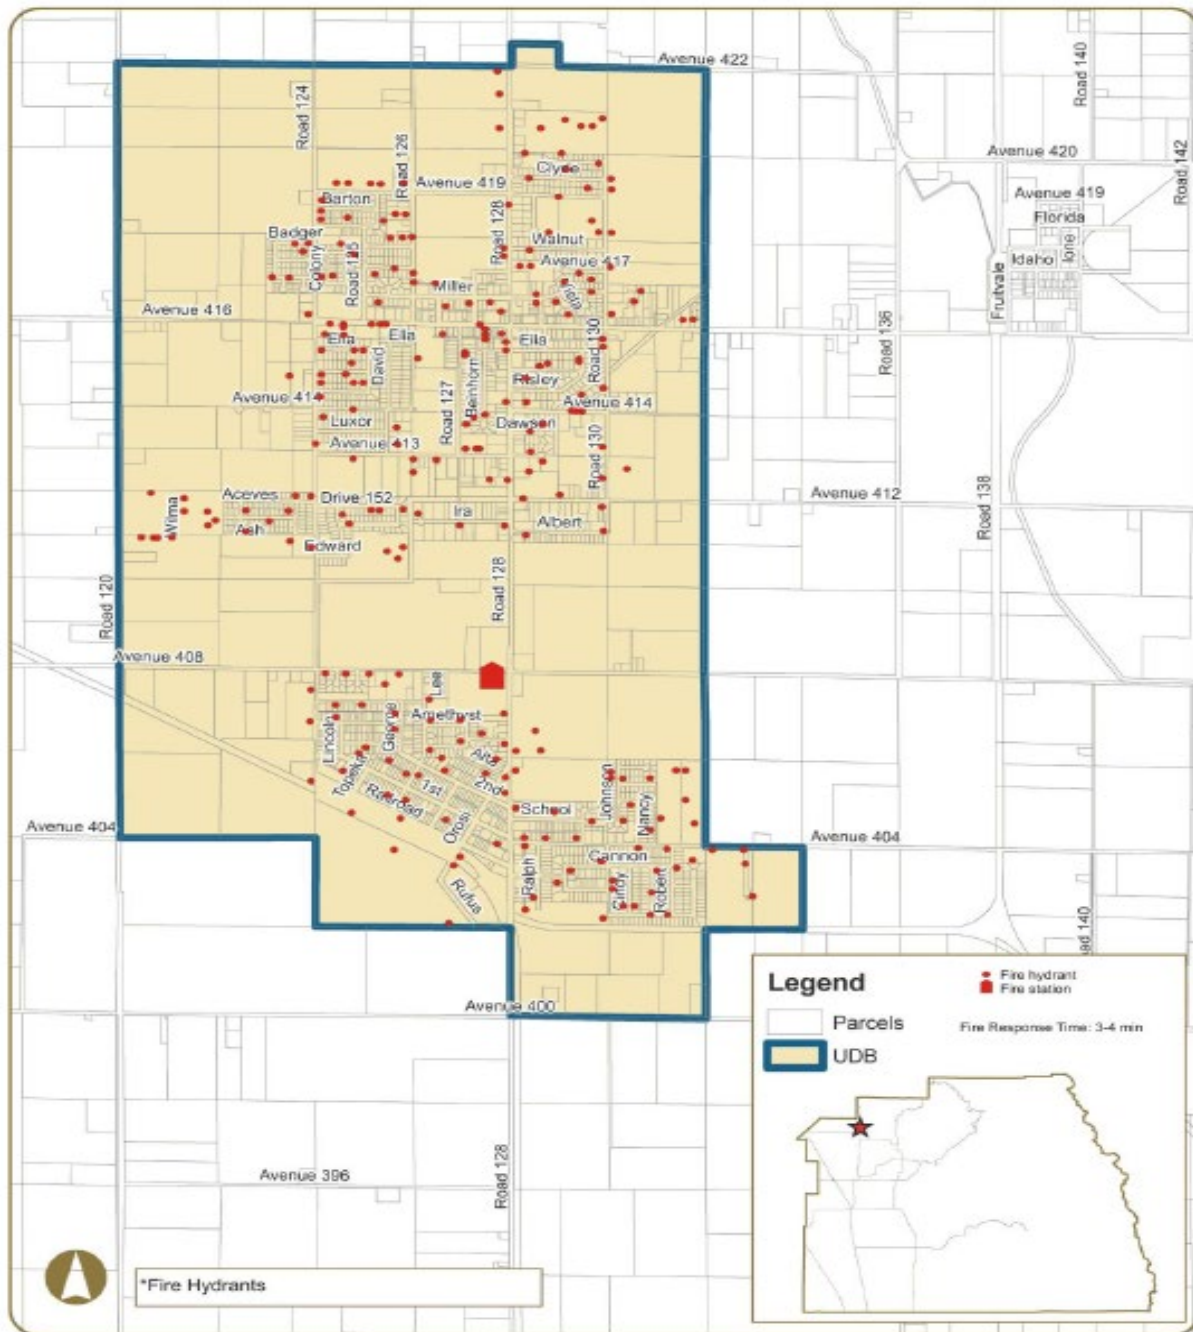 Avenue 422
Road 140
Road 124
Road 126
Avenue 420
Road 142
Clyde
Avenue 419
Avenue 419
Barton
Florida
Road 128
Badger
Walnut
Ione
Colony
Road 125
Avenue 417
Idaho
Fruitvale
Miller
Avenue 416
Road 136
Ella
Ella
Road 130
David
Risley
Beinhorn
Avenue 414
Avenue 414
Luxor
Road 127
Dawson
Avenue 413
Road 130
Aceves
Drive 152
Avenue 412
Road 138
Wilma
Ira
Albert
Ash
Edward
Road 128
Road 120
Avenue 408
Lee
Amethyst
George
Lincoln
Alta
Topeka
1st
2nd
Johnson
Railroad
School
Nancy
Orosi
Avenue 404
Avenue 404
Cannon
Ralph
Cindy
Robert
Rufus
Avenue 400
Legend
Fire hydrant
Fire station
Parcels
Fire Response Time: 3-4 min
UDB
Avenue 396
Road 128
*Fire Hydrants